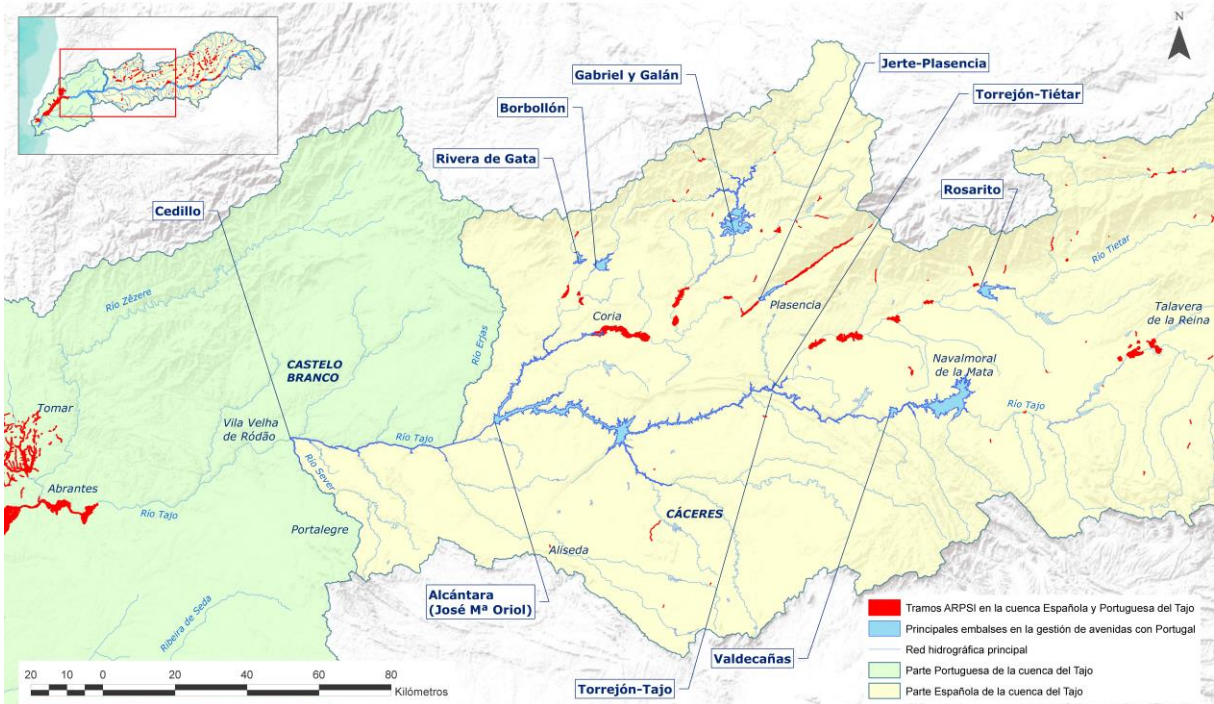 N
Gabriel y Galán
Jerte-Plasencia
Borbollón
Torrejón-Tiétar
Rivera de Gata
Rosarito
Cedillo
Río Tietar
Río Zêzere
Plasencia
Talavera
de la Reina
Coria
Río Erjas
CASTELO
BRANCO
Navalmoral
de la Mata
Tomar
Vila Velha
de Ródão
Río Tajo
Río Tajo
Río Sever
Abrantes
Río Tajo
CÁCERES
Portalegre
Aliseda
Ribeira de Seda
Alcántara
(José Mª Oriol)
Valdecañas
Torrejón-Tajo
Tramos ARPSI en la cuenca Española y Portuguesa del Tajo
Principales embalses en la gestión de avenidas con Portugal
Red hidrográfica principal
Parte Portuguesa de la cuenca del Tajo
Parte Española de la cuenca del Tajo
20 10 0 20 40 60 80
Kilómetros